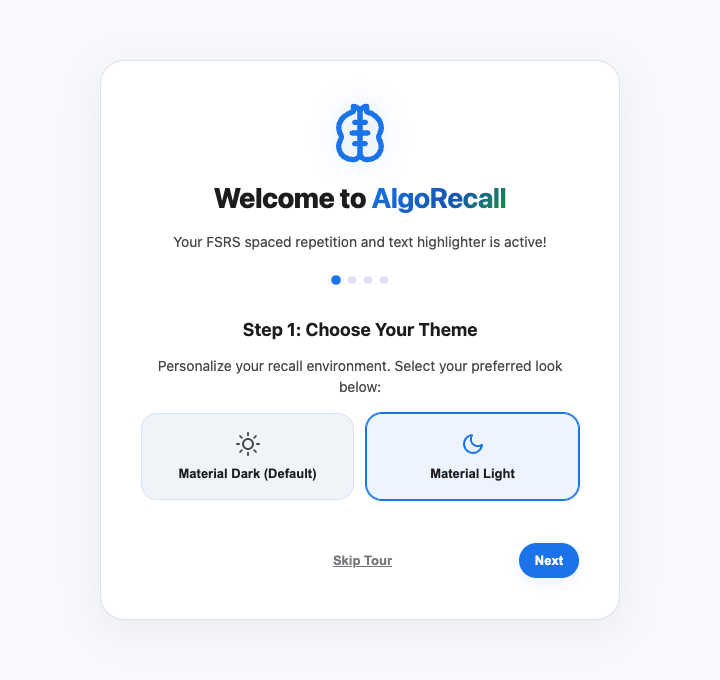 Welcome to AlgoRecall
Your FSRS spaced repetition and text highlighter is active!
Step 1: Choose Your Theme
Personalize your recall environment. Select your preferred look
below:
Material Dark (Default)
Material Light
Skip Tour
Next